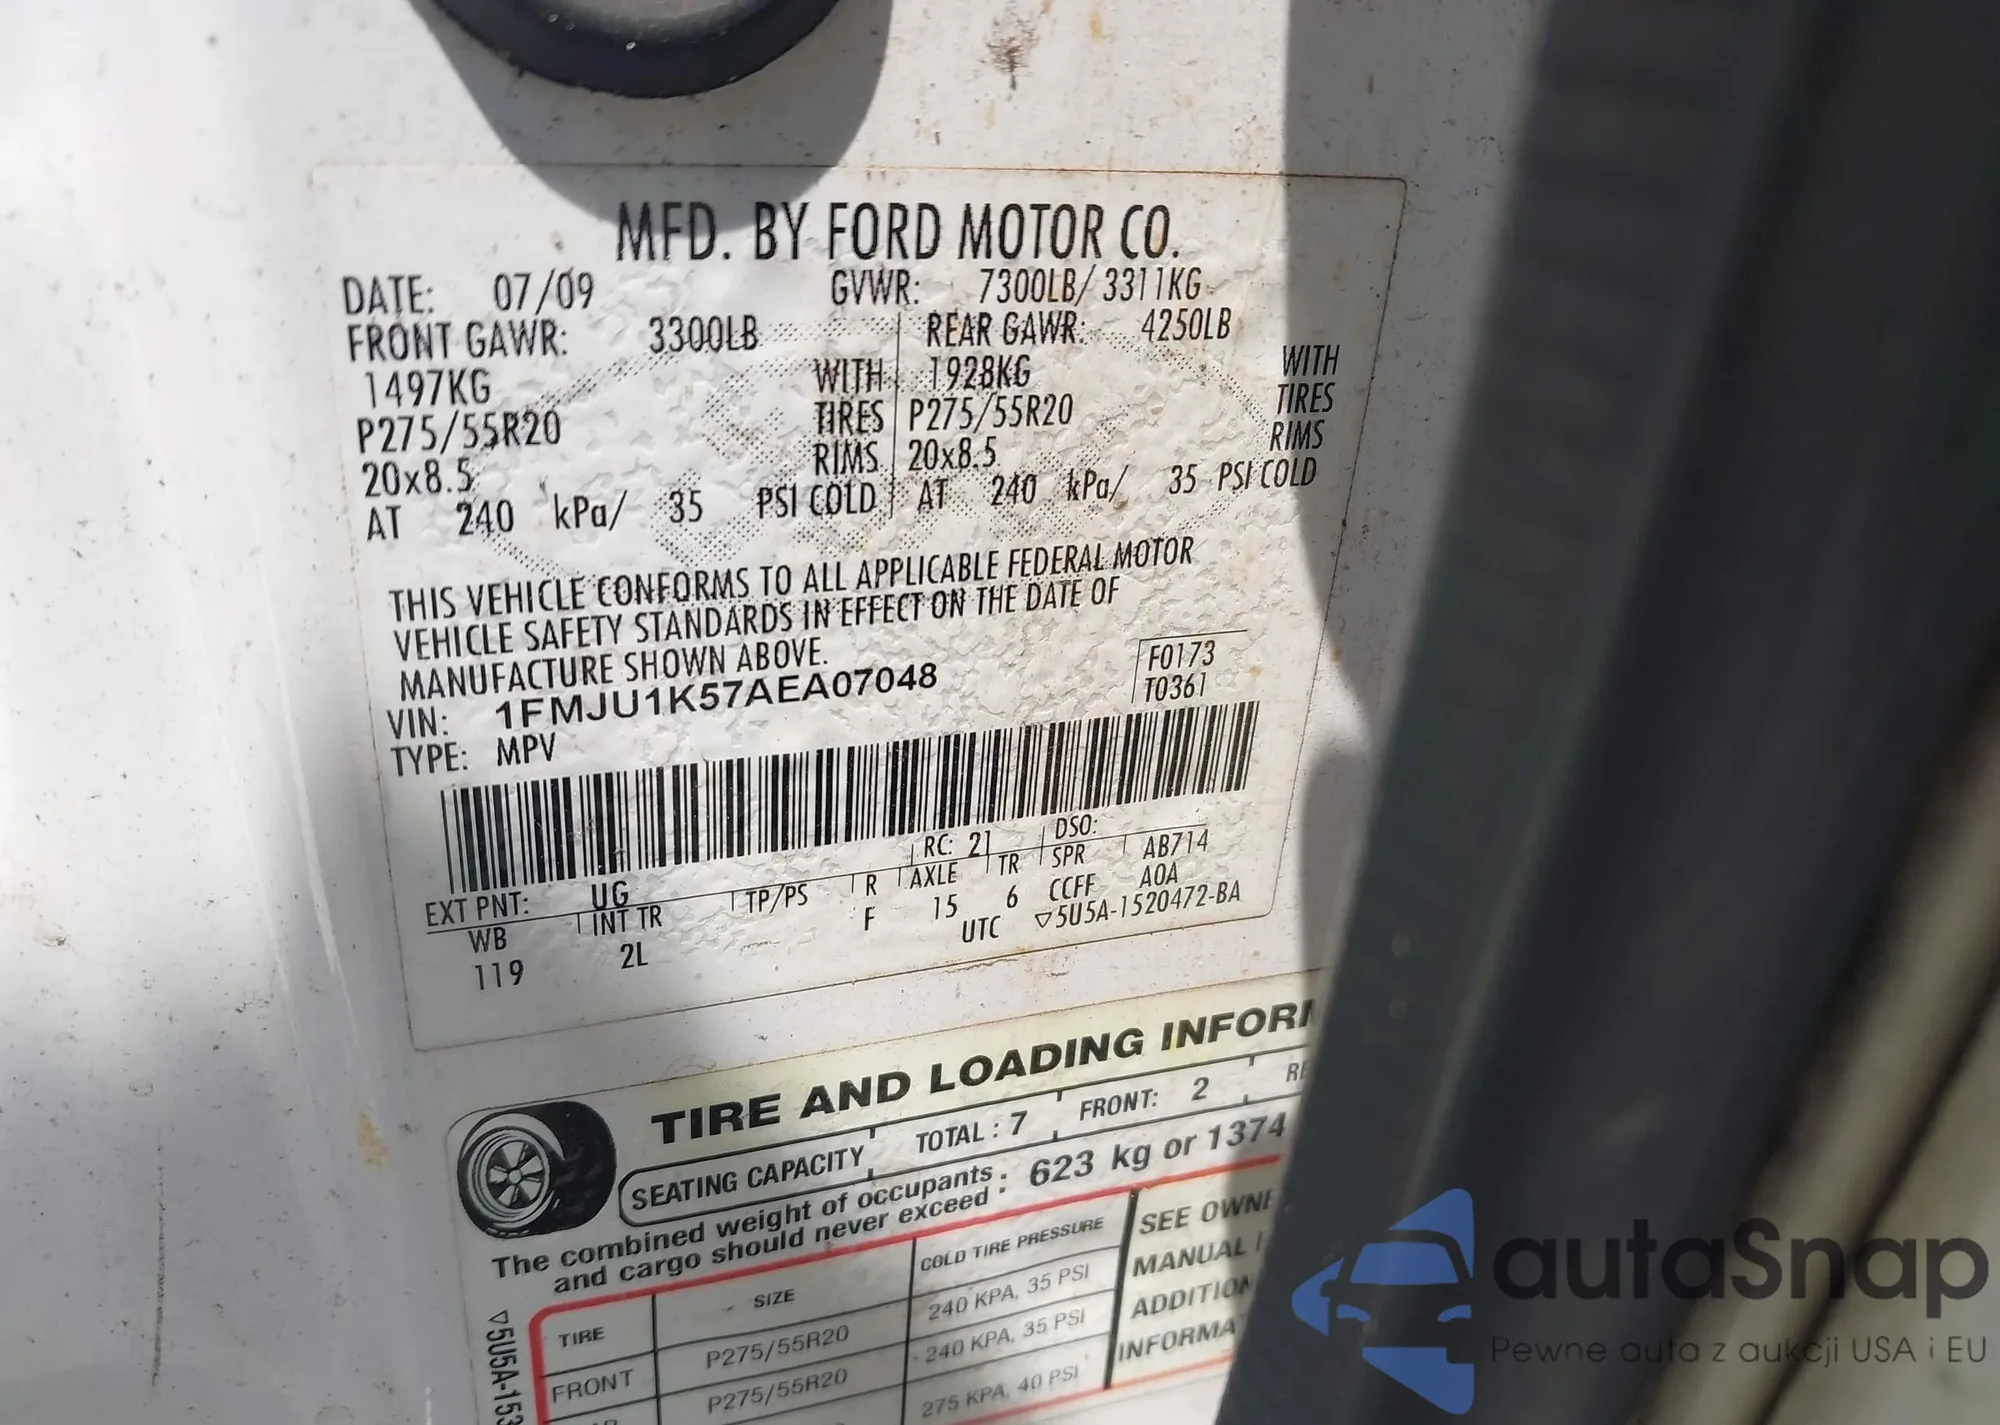 MFD. BY FORD MOTOR CO.
DATE: 07/09 GVWR: 7300LB/ 3311KG
FRONT GAWR: 3300LB REAR GAWR: 4250LB
1497KG WITH 1928KG WITH
P275/55R20 TIRES P275/55R20 TIRES
20x8.5 RIMS 20x8.5 RIMS
AT 240 kPa/ 35 PSI COLD AT 240 kPa/ 35 PSI COLD
THIS VEHICLE CONFORMS TO ALL APPLICABLE FEDERAL MOTOR
VEHICLE SAFETY STANDARDS IN EFFECT ON THE DATE OF
MANUFACTURE SHOWN ABOVE.
VIN: 1FMJU1K57AEA07048
F0173
T0361
TYPE: MPV
EXT PNT: UG RC: 21 DSO:
WB INT TR TP/PS R AXLE TR SPR AB714
119 2L F 15 6 CCFF A0A
UTC ▽5U5A-1520472-BA
TIRE AND LOADING INFOR
SEATING CAPACITY TOTAL : 7 FRONT: 2
The combined weight of occupants
and cargo should never exceed : 623 kg or 1374
TIRE SIZE COLD TIRE PRESSURE SEE OWNE
FRONT P275/55R20 240 KPA, 35 PSI MANUAL
P275/55R20 240 KPA, 35 PSI ADDITION
275 KPA, 40 PSI INFORMA
▽5U5A-153
autaSnap
Pewne auta z aukcji USA i EU